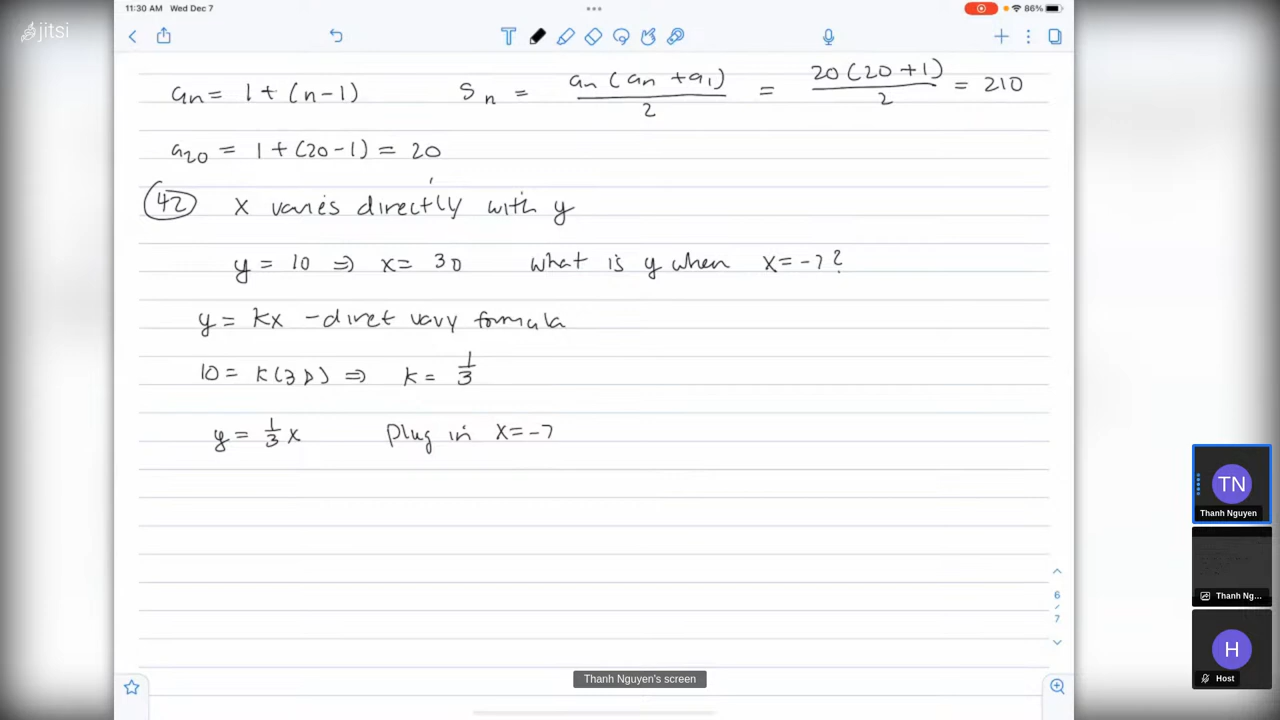 11:30 AM Wed Dec 7
86%
jitsi
an = 1 + (n-1) Sn = an (an + a1) / 2 = 20 (20 + 1) / 2 = 210
a20 = 1 + (20 - 1) = 20
42 x varies directly with y
y = 10 ⇒ x = 30 what is y when x = -7?
y = kx - diret vary formula
10 = k(30) ⇒ k = 1/3
y = 1/3 x plug in x = -7
6
/
7
TN
Thanh Nguyen
Thanh Ng...
H
Host
Thanh Nguyen's screen